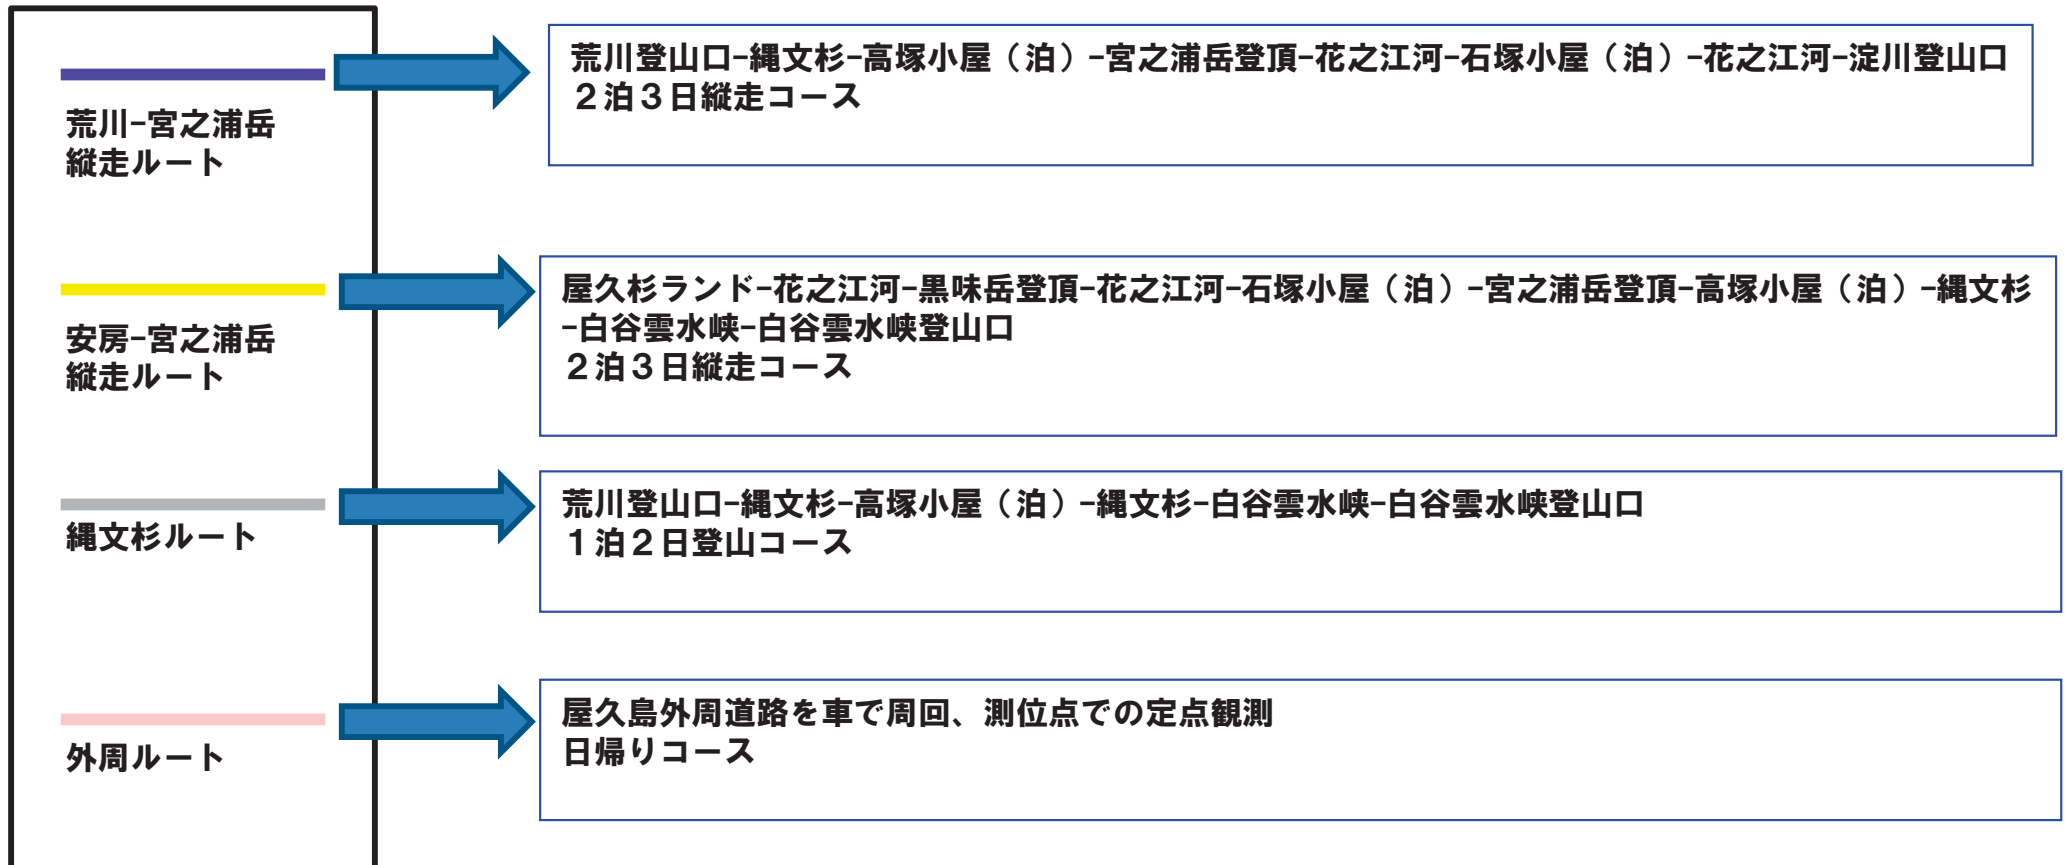 荒川-宮之浦岳
縦走ルート
荒川登山口-縄文杉-高塚小屋（泊）-宮之浦岳登頂-花之江河-石塚小屋（泊）-花之江河-淀川登山口
２泊３日縦走コース
安房-宮之浦岳
縦走ルート
屋久杉ランド-花之江河-黒味岳登頂-花之江河-石塚小屋（泊）-宮之浦岳登頂-高塚小屋（泊）-縄文杉
-白谷雲水峡-白谷雲水峡登山口
２泊３日縦走コース
縄文杉ルート
荒川登山口-縄文杉-高塚小屋（泊）-縄文杉-白谷雲水峡-白谷雲水峡登山口
１泊２日登山コース
外周ルート
屋久島外周道路を車で周回、測位点での定点観測
日帰りコース